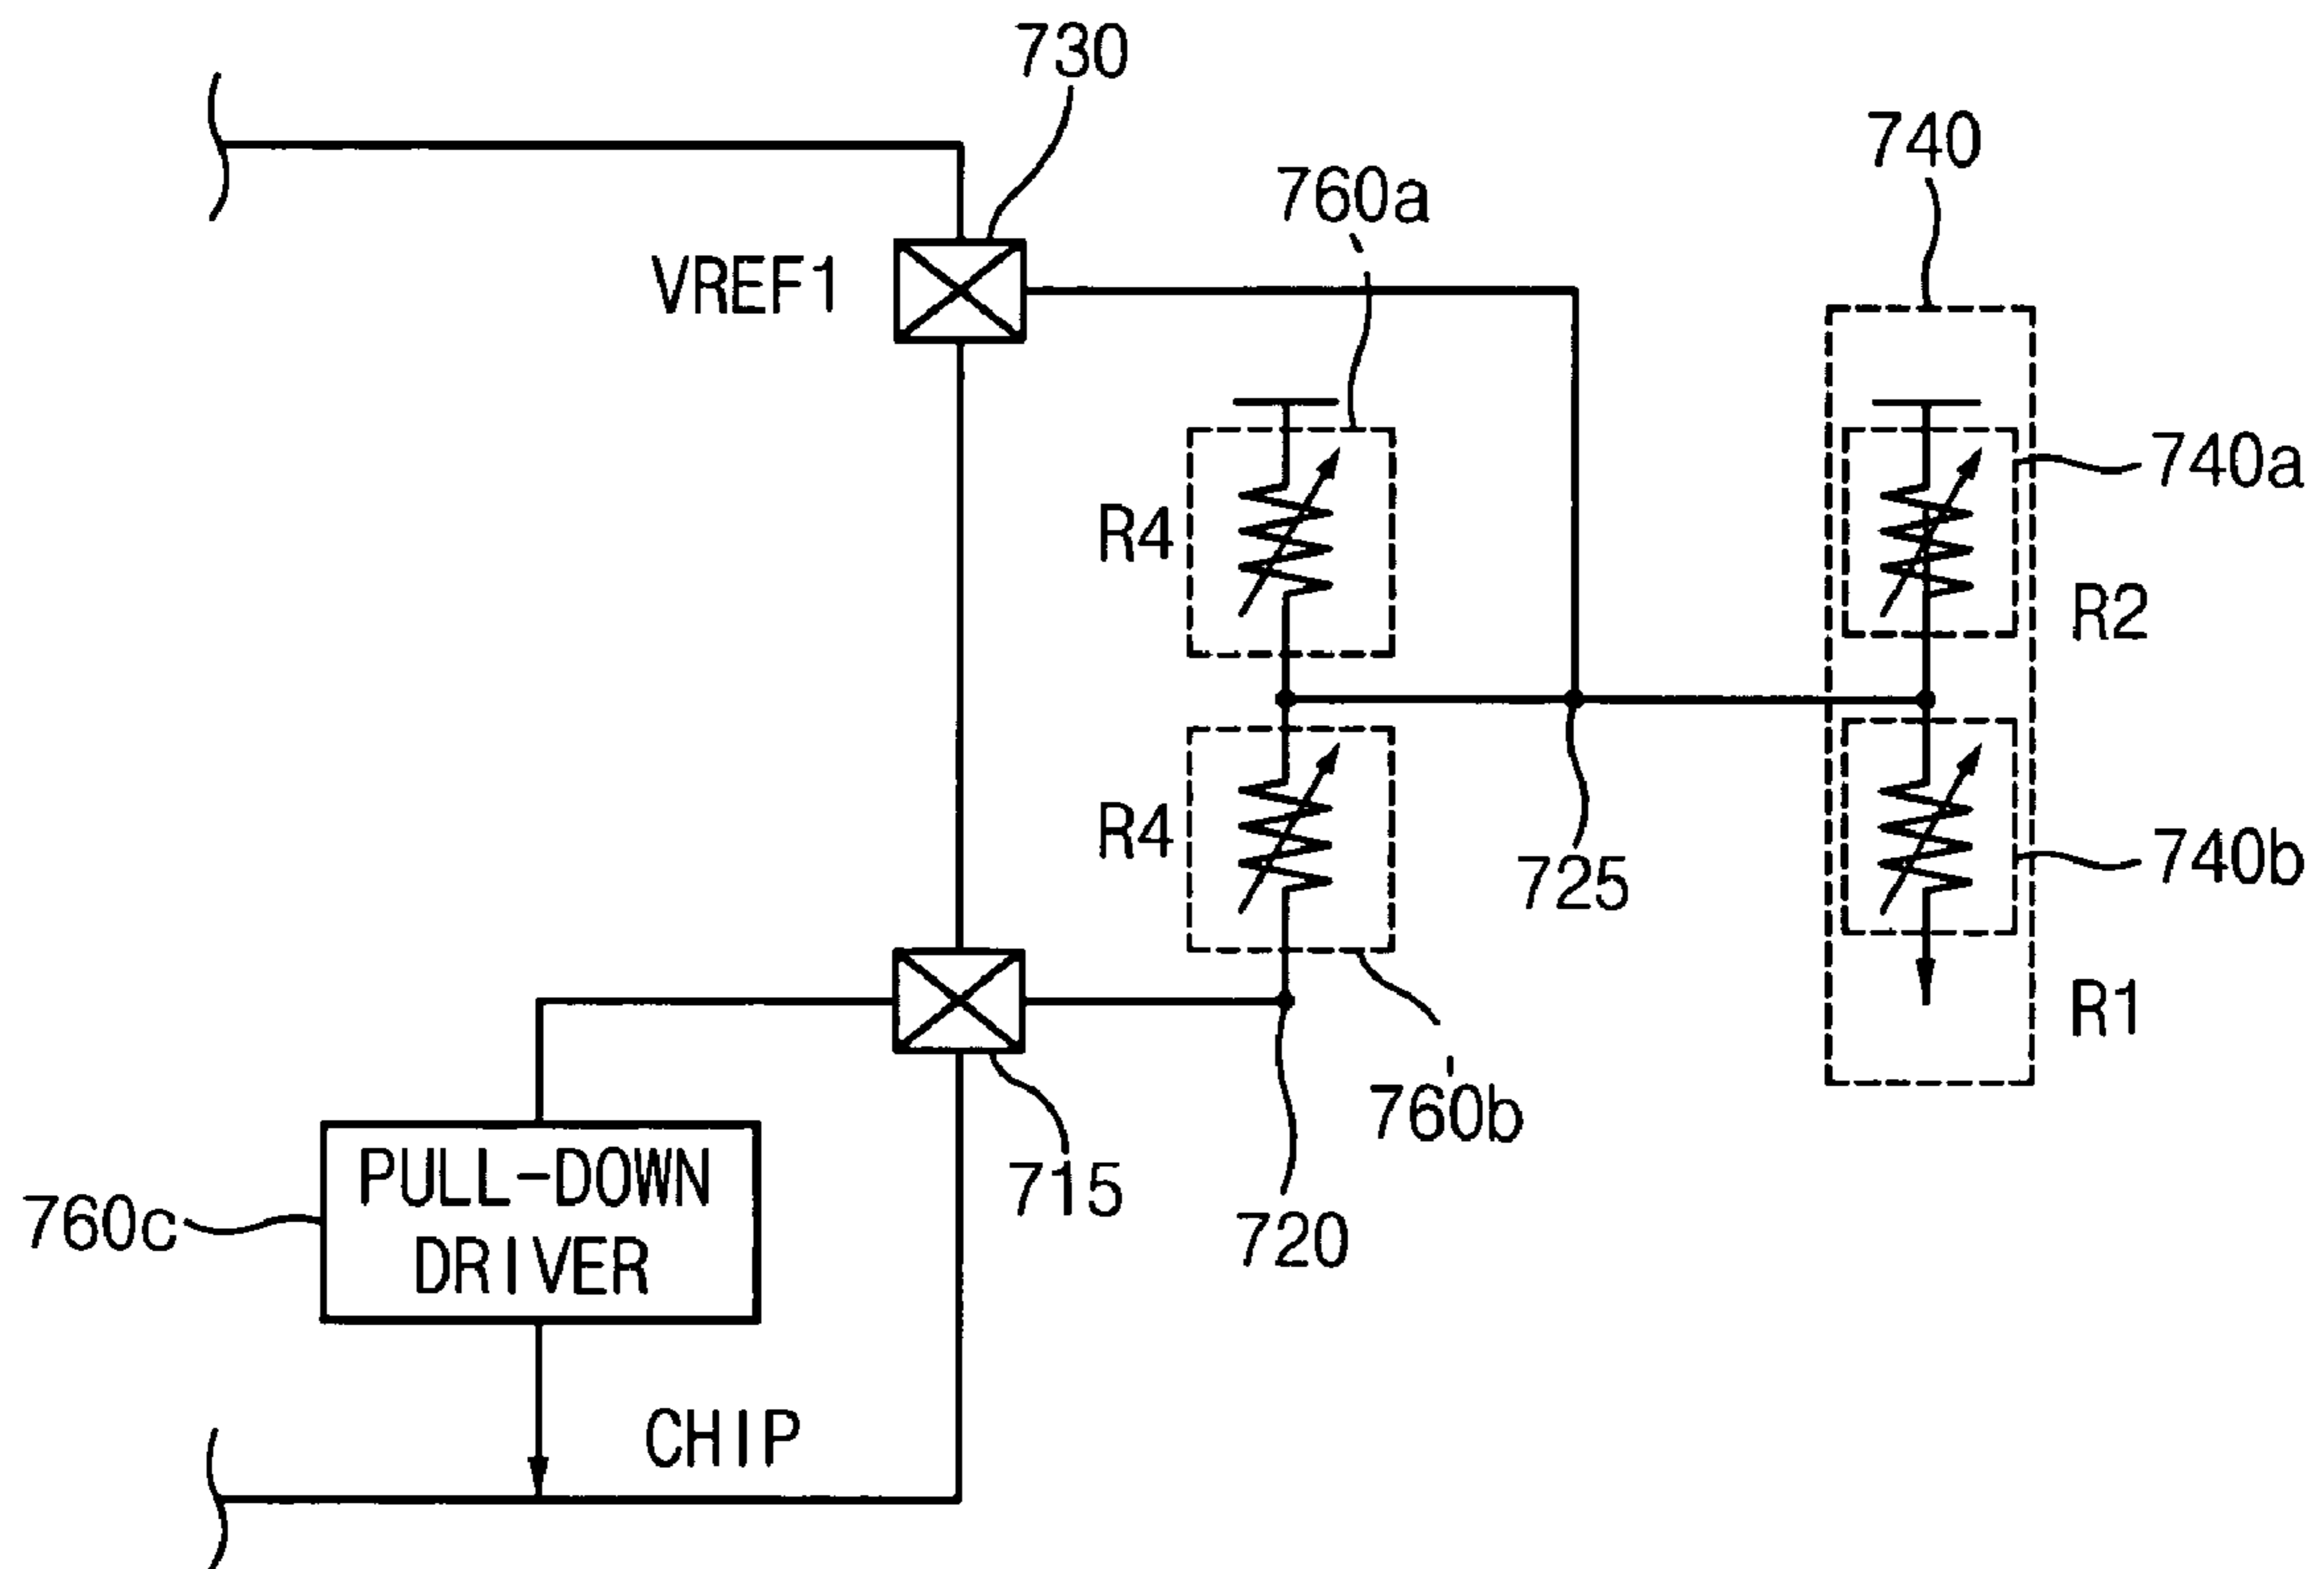 730
740
760a
VREF1
740a
R4
R2
R4
725
740b
R1
760b
715
720
760c
PULL-DOWN
DRIVER
CHIP